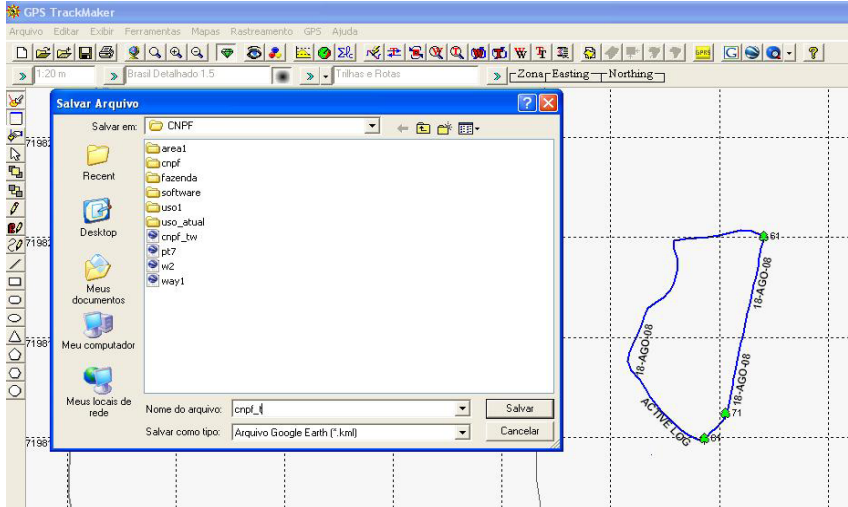 GPS TrackMaker
Arquivo Editar Exibir Ferramentas Mapas Rastreamento GPS Ajuda
1:20 m
Brasil Detalhado 1.5
Trilhas e Rotas
Zona Easting Northing
Salvar Arquivo
Salvar em: CNPF
area1
cnpf
fazenda
software
uso1
uso_atual
cnpf_tw
pt7
w2
way1
Recent
Desktop
Meus
documentos
Meu computador
Meus locais de
rede
Nome do arquivo: cnpf_t
Salvar
Salvar como tipo: Arquivo Google Earth (*.kml)
Cancelar
61
18-AGO-08
18-AGO-08
18-AGO-08
71
ACTIVE LOG